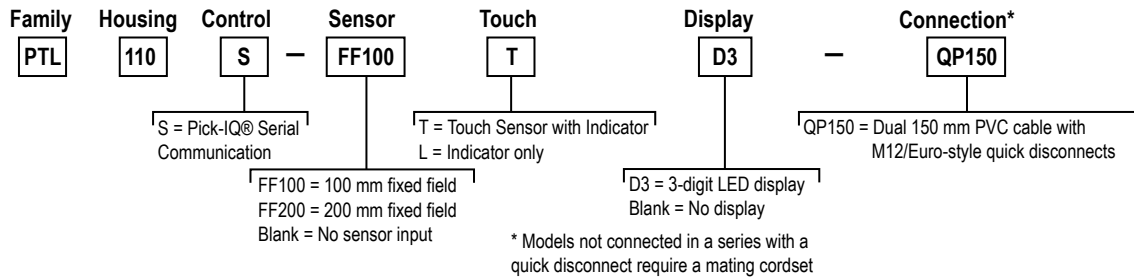 Family Housing Control Sensor Touch Display Connection*
PTL 110 S – FF100 T D3 – QP150
S = Pick-IQ® Serial
Communication
FF100 = 100 mm fixed field
FF200 = 200 mm fixed field
Blank = No sensor input
T = Touch Sensor with Indicator
L = Indicator only
D3 = 3-digit LED display
Blank = No display
QP150 = Dual 150 mm PVC cable with
M12/Euro-style quick disconnects
* Models not connected in a series with a
quick disconnect require a mating cordset